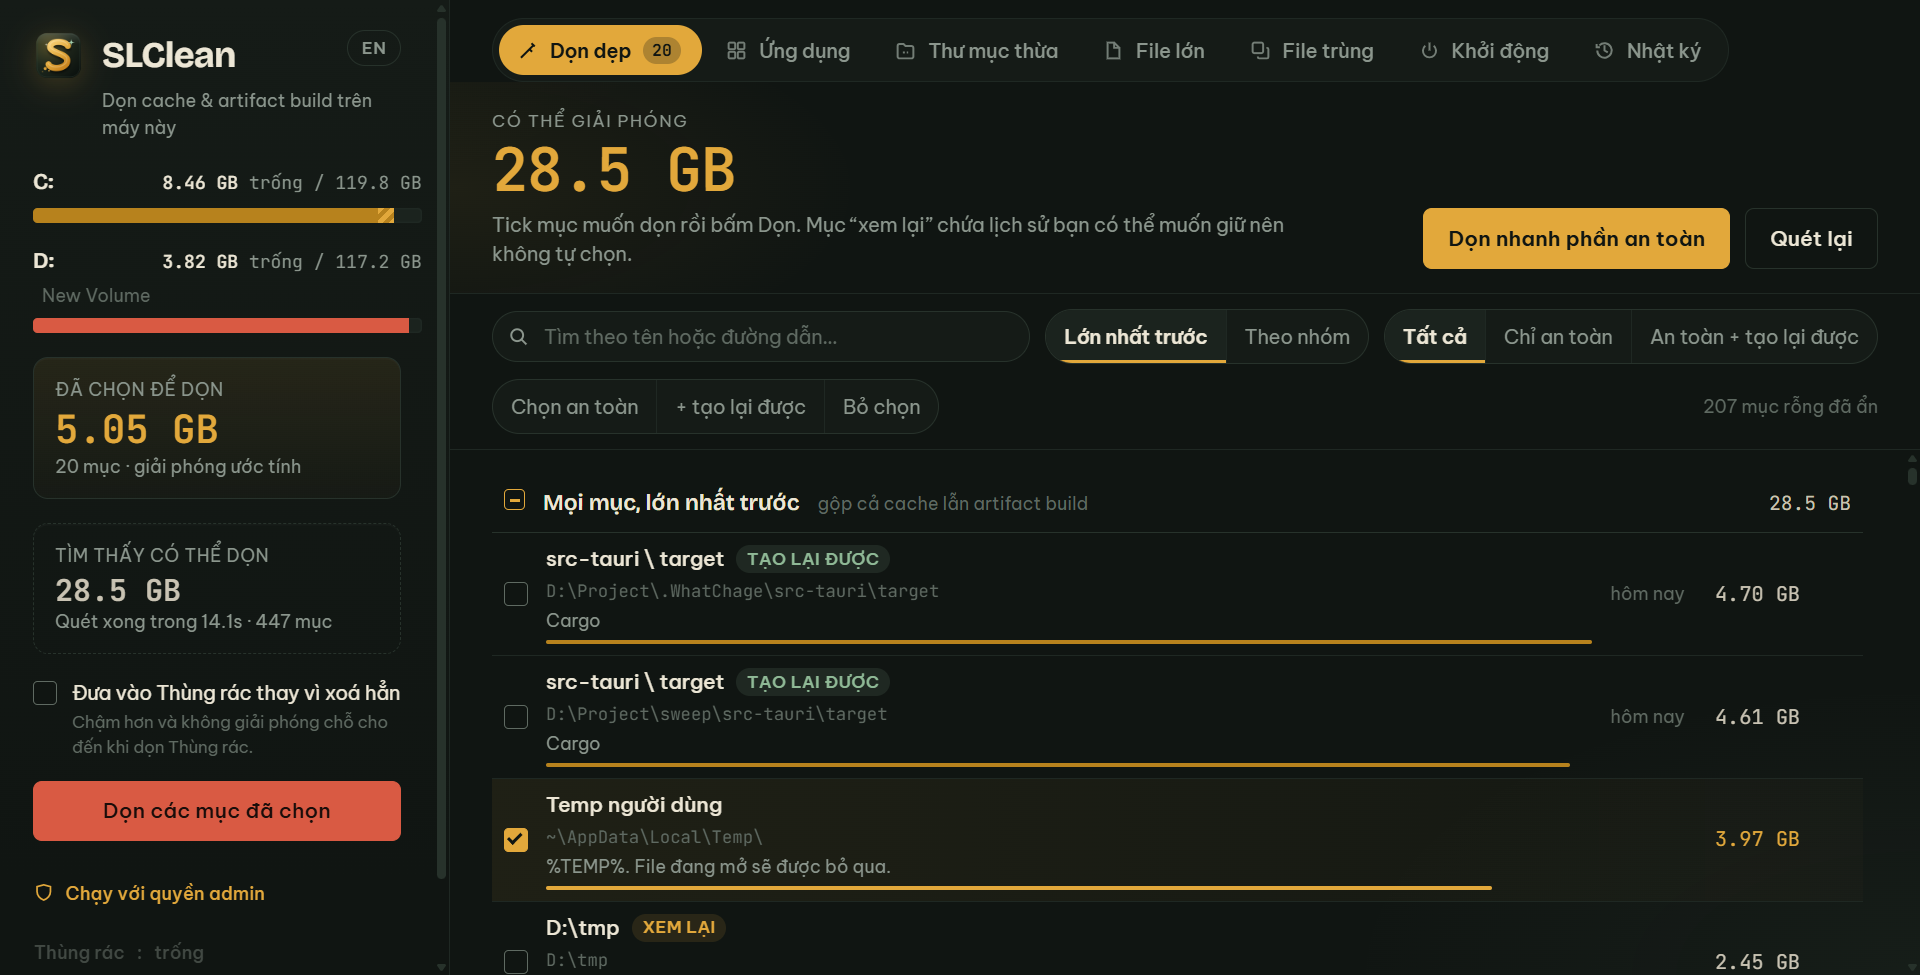 SLClean
EN
Dọn cache & artifact build trên
máy này
C: 8.46 GB trống / 119.8 GB
D: 3.82 GB trống / 117.2 GB
New Volume
ĐÃ CHỌN ĐỂ DỌN
5.05 GB
20 mục · giải phóng ước tính
TÌM THẤY CÓ THỂ DỌN
28.5 GB
Quét xong trong 14.1s · 447 mục
Đưa vào Thùng rác thay vì xoá hẳn
Chậm hơn và không giải phóng chỗ cho
đến khi dọn Thùng rác.
Dọn các mục đã chọn
Chạy với quyền admin
Thùng rác : trống
Dọn dẹp 20 Ứng dụng Thư mục thừa File lớn File trùng Khởi động Nhật ký
CÓ THỂ GIẢI PHÓNG
28.5 GB
Tick mục muốn dọn rồi bấm Dọn. Mục “xem lại” chứa lịch sử bạn có thể muốn giữ nên
không tự chọn.
Dọn nhanh phần an toàn Quét lại
Tìm theo tên hoặc đường dẫn... Lớn nhất trước Theo nhóm Tất cả Chỉ an toàn An toàn + tạo lại được
Chọn an toàn + tạo lại được Bỏ chọn 207 mục rỗng đã ẩn
Mọi mục, lớn nhất trước gộp cả cache lẫn artifact build 28.5 GB
src-tauri \ target TẠO LẠI ĐƯỢC
D:\Project\.WhatChage\src-tauri\target hôm nay 4.70 GB
Cargo
src-tauri \ target TẠO LẠI ĐƯỢC
D:\Project\sweep\src-tauri\target hôm nay 4.61 GB
Cargo
Temp người dùng
~\AppData\Local\Temp\ 3.97 GB
%TEMP%. File đang mở sẽ được bỏ qua.
D:\tmp XEM LẠI
D:\tmp 2.45 GB